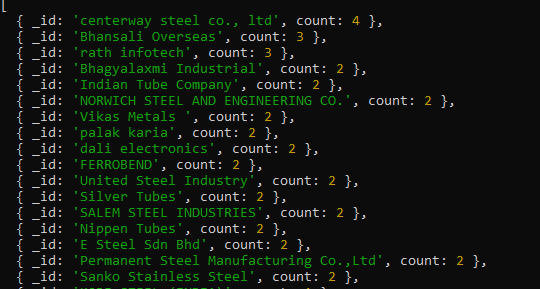 [
{ _id: 'centerway steel co., ltd', count: 4 },
{ _id: 'Bhansali Overseas', count: 3 },
{ _id: 'rath infotech', count: 3 },
{ _id: 'Bhagyalaxmi Industrial', count: 2 },
{ _id: 'Indian Tube Company', count: 2 },
{ _id: 'NORWICH STEEL AND ENGINEERING CO.', count: 2 },
{ _id: 'Vikas Metals ', count: 2 },
{ _id: 'palak karia', count: 2 },
{ _id: 'dali electronics', count: 2 },
{ _id: 'FERROBEND', count: 2 },
{ _id: 'United Steel Industry', count: 2 },
{ _id: 'Silver Tubes', count: 2 },
{ _id: 'SALEM STEEL INDUSTRIES', count: 2 },
{ _id: 'Nippen Tubes', count: 2 },
{ _id: 'E Steel Sdn Bhd', count: 2 },
{ _id: 'Permanent Steel Manufacturing Co.,Ltd', count: 2 },
{ _id: 'Sanko Stainless Steel', count: 2 },